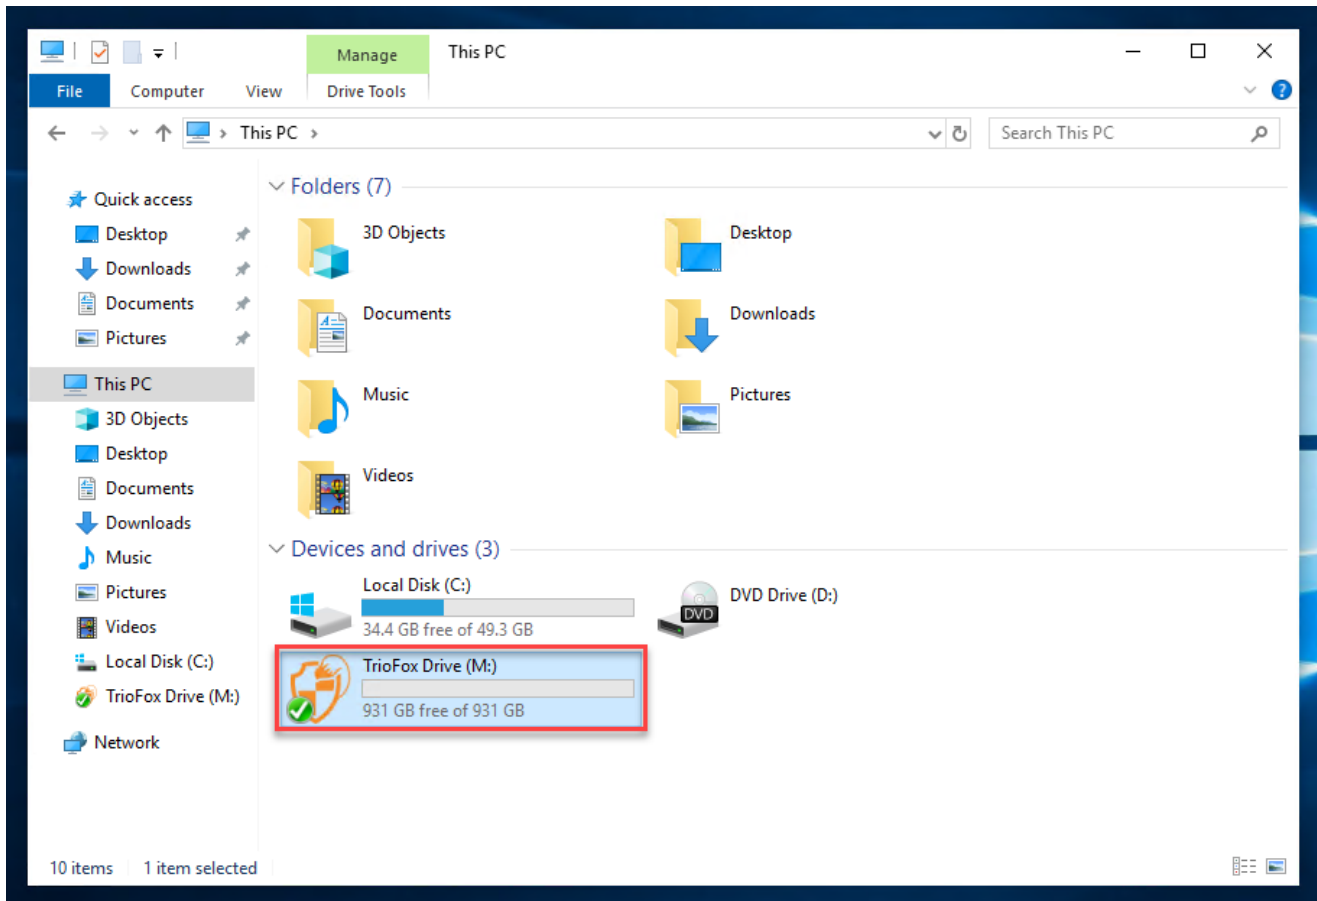 Manage
This PC
File
Computer
View
Drive Tools
This PC
Search This PC
Quick access
Desktop
Downloads
Documents
Pictures
This PC
3D Objects
Desktop
Documents
Downloads
Music
Pictures
Videos
Local Disk (C:)
TrioFox Drive (M:)
Network
Folders (7)
3D Objects
Desktop
Documents
Downloads
Music
Pictures
Videos
Devices and drives (3)
Local Disk (C:)
34.4 GB free of 49.3 GB
DVD
DVD Drive (D:)
TrioFox Drive (M:)
931 GB free of 931 GB
10 items
1 item selected